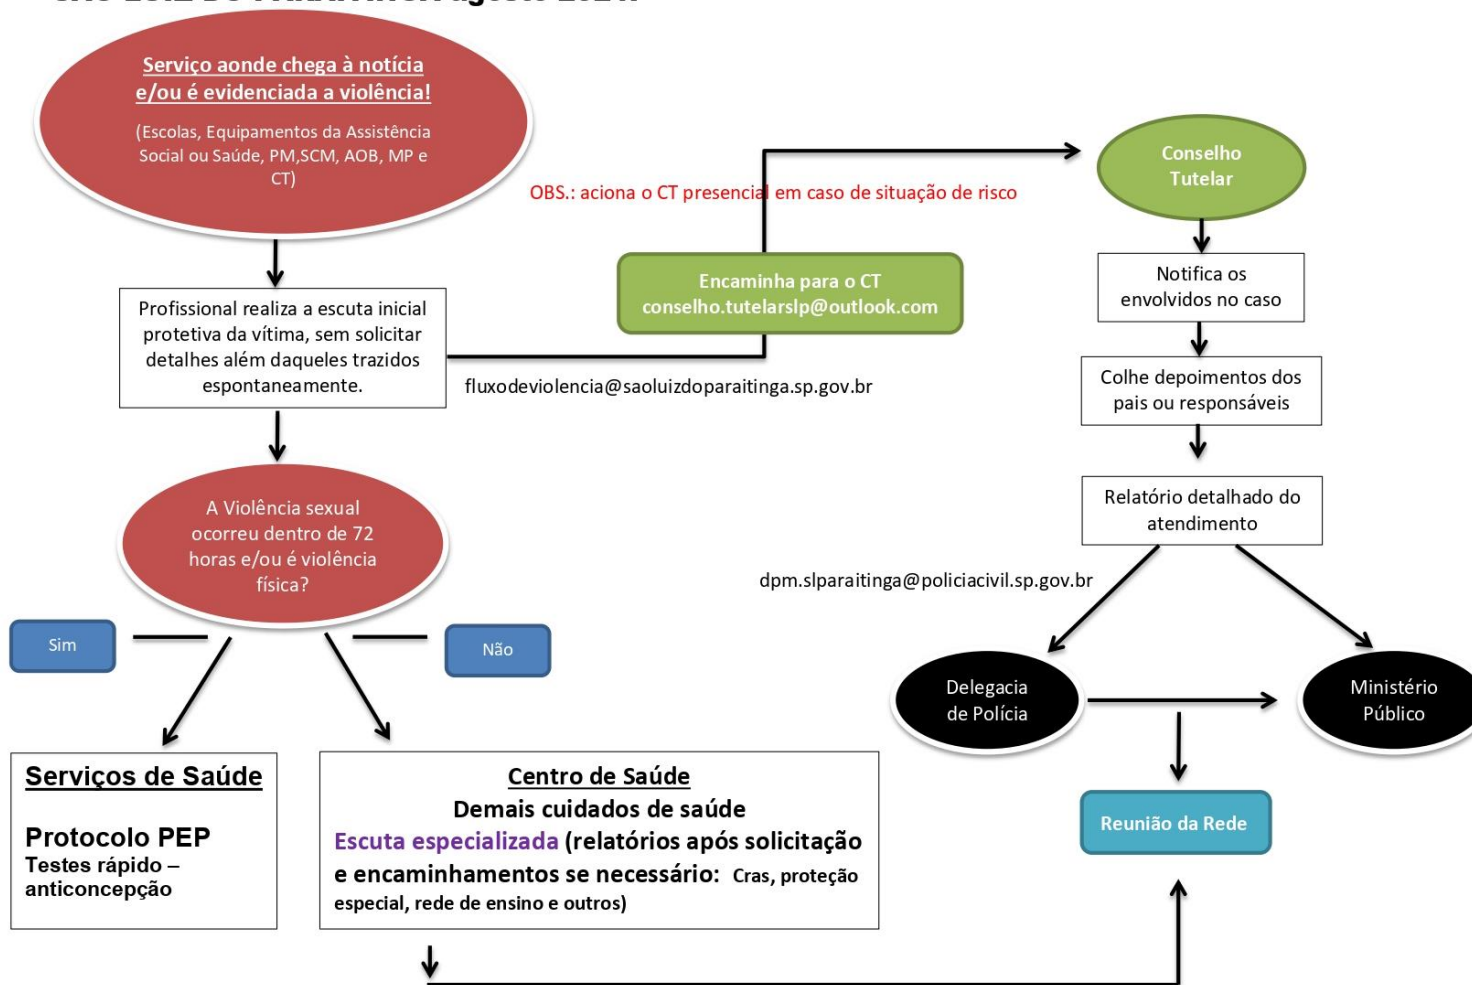 Serviço aonde chega à notícia
e/ou é evidenciada a violência!
(Escolas, Equipamentos da Assistência
Social ou Saúde, PM,SCM, AOB, MP e
CT)
Profissional realiza a escuta inicial
protetiva da vítima, sem solicitar
detalhes além daqueles trazidos
espontaneamente.
fluxodeviolencia@saoluizdoparaitinga.sp.gov.br
OBS.: aciona o CT presencial em caso de situação de risco
Encaminha para o CT
conselho.tutelarslp@outlook.com
Conselho
Tutelar
Notifica os
envolvidos no caso
Colhe depoimentos dos
pais ou responsáveis
Relatório detalhado do
atendimento
dpm.slparaitinga@policiacivil.sp.gov.br
Delegacia
de Polícia
Ministério
Público
Reunião da Rede
A Violência sexual
ocorreu dentro de 72
horas e/ou é violência
física?
Sim
Não
Serviços de Saúde
Protocolo PEP
Testes rápido –
anticoncepção
Centro de Saúde
Demais cuidados de saúde
Escuta especializada (relatórios após solicitação
e encaminhamentos se necessário: Cras, proteção
especial, rede de ensino e outros)